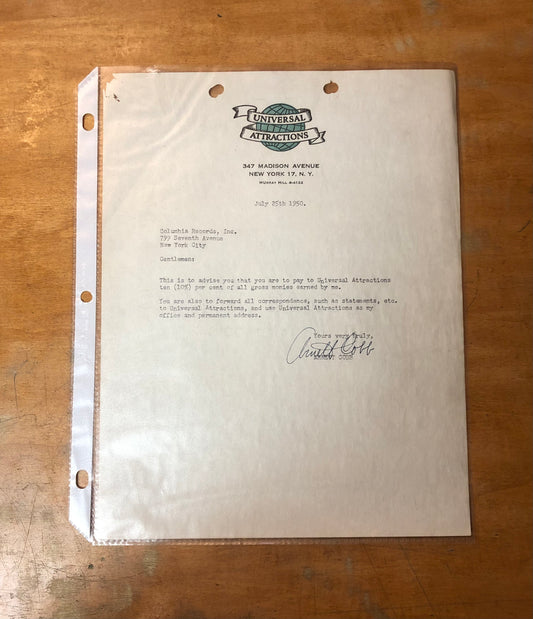 UNIVERSAL
ATTRACTIONS
347 MADISON AVENUE
NEW YORK 17, N. Y.
MURRAY HILL
July 25th 1950.
Columbia Records, Inc.
799 Seventh Avenue
New York City
Gentlemen:
This is to advise you that you are to pay to Universal Attractions
ten (10%) per cent of all gross monies earned by me.
You are also to forward all correspondence, such as statements, etc.
to Universal Attractions, and use Universal Attractions as my
office and permanent address.
Yours very truly,
Arnett Cobb
ARNETT COBB